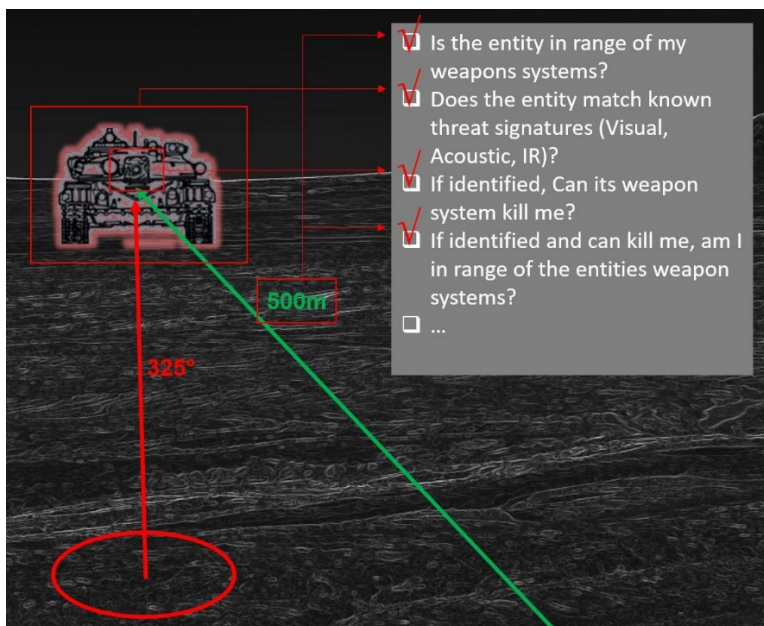 Is the entity in range of my
weapons systems?
Does the entity match known
threat signatures (Visual,
Acoustic, IR)?
If identified, Can its weapon
system kill me?
If identified and can kill me, am I
in range of the entities weapon
systems?
...
500m
325°